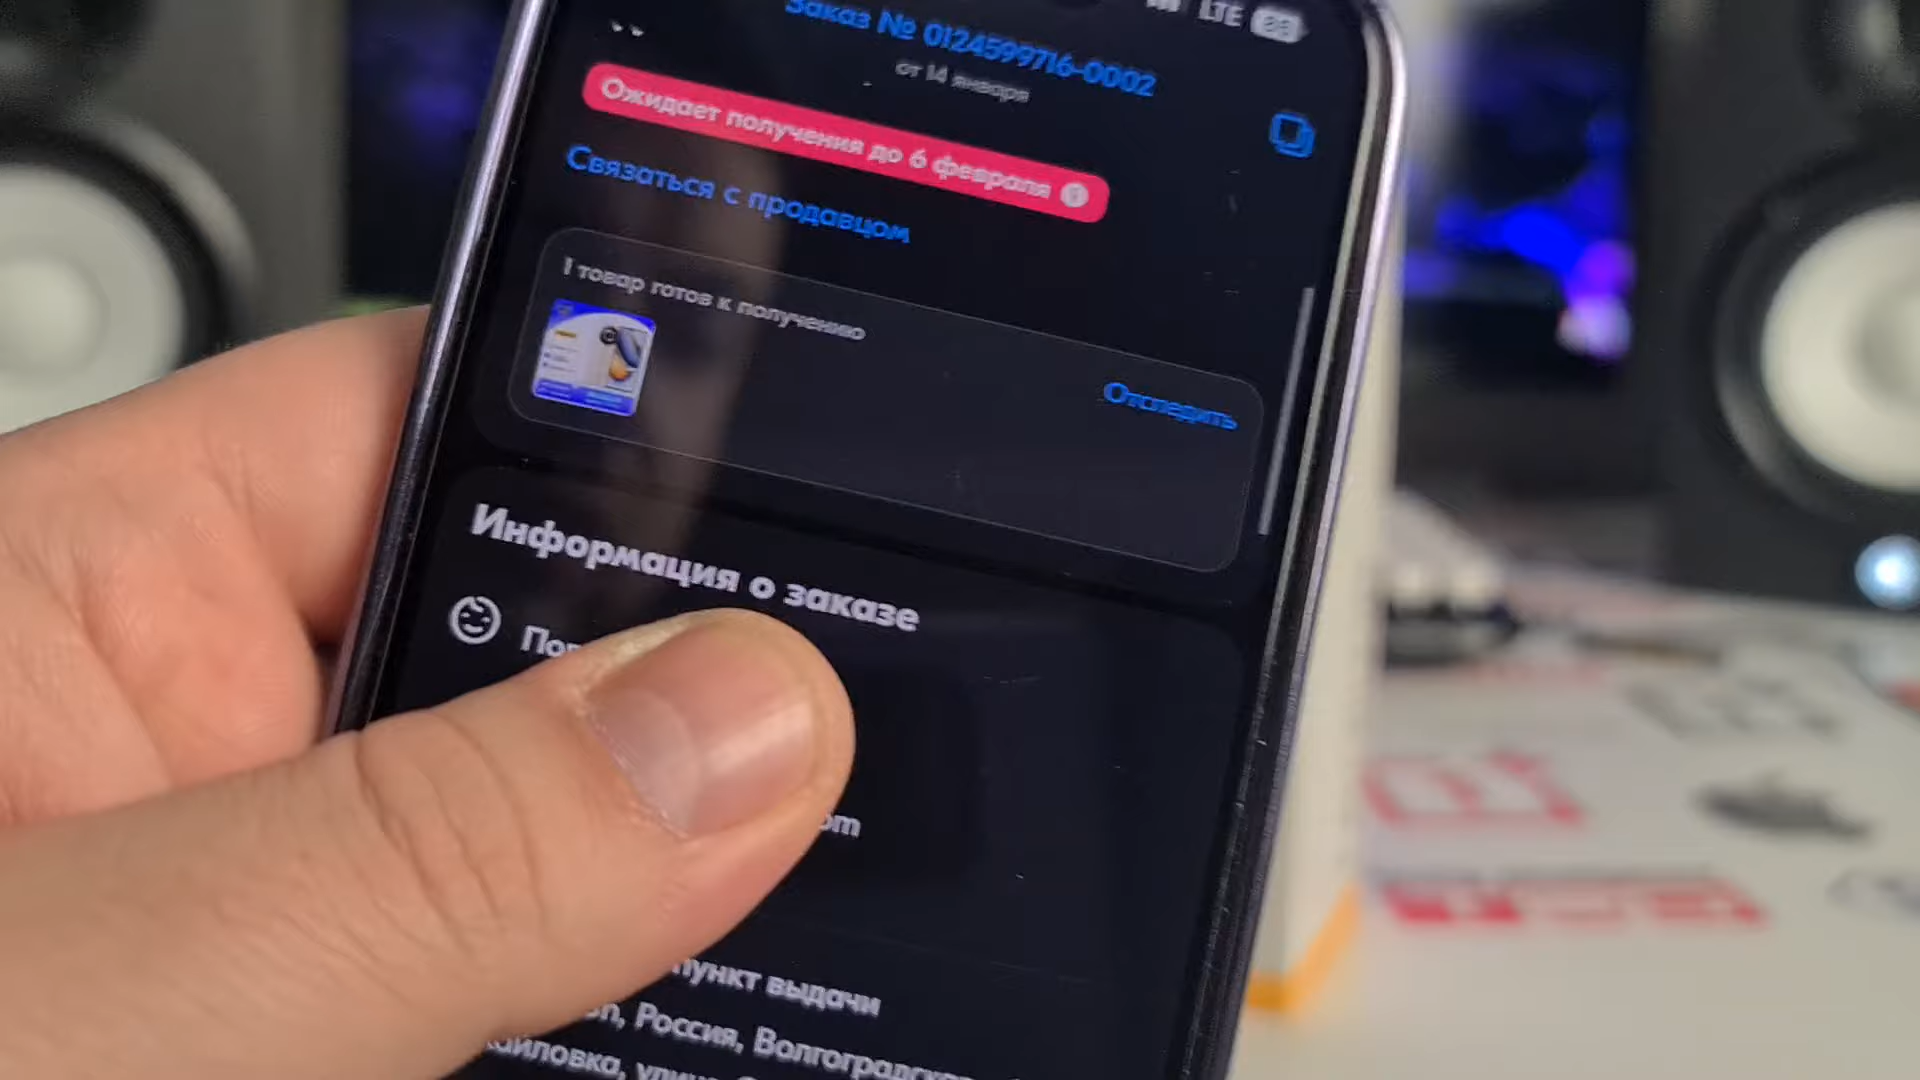 LTE
Заказ № 0124599716-0002
от 14 января
Ожидает получения до 6 февраля
Связаться с продавцом
1 товар готов к получению
Отследить
Информация о заказе
пункт выдачи
Россия,